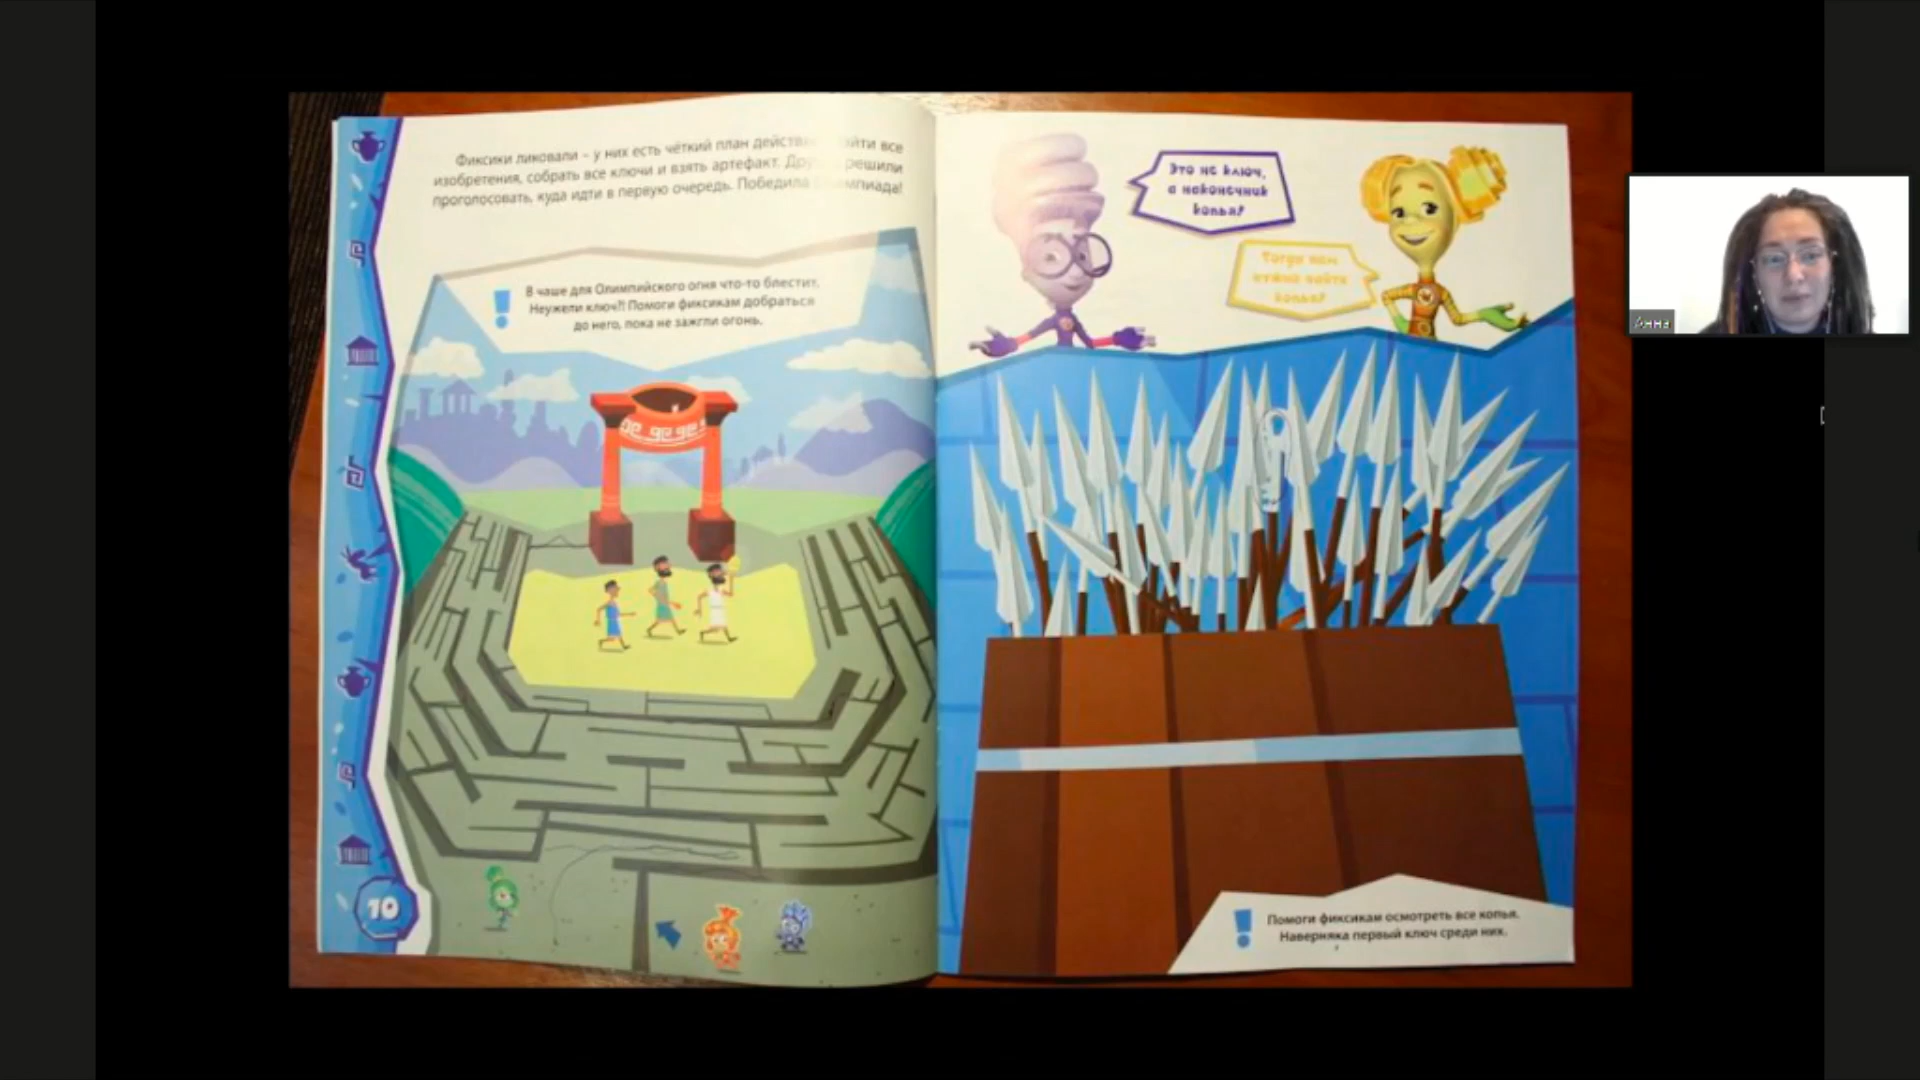 Фиксики ликовали – у них есть чёткий план все
изобретения, собрать все ключи и взять артефакт. решили
проголосовать, куда идти в первую очередь. Победила
В чаше для Олимпийского огня что-то блестит.
Неужели ключ?! Помоги фиксикам добраться
до него, пока не зажгли огонь.
10
Это не ключ,
а наконечник
копья!
Тогда нам
нужно найти
копья!
Помоги фиксикам осмотреть все копья.
Наверняка первый ключ среди них.
Анна